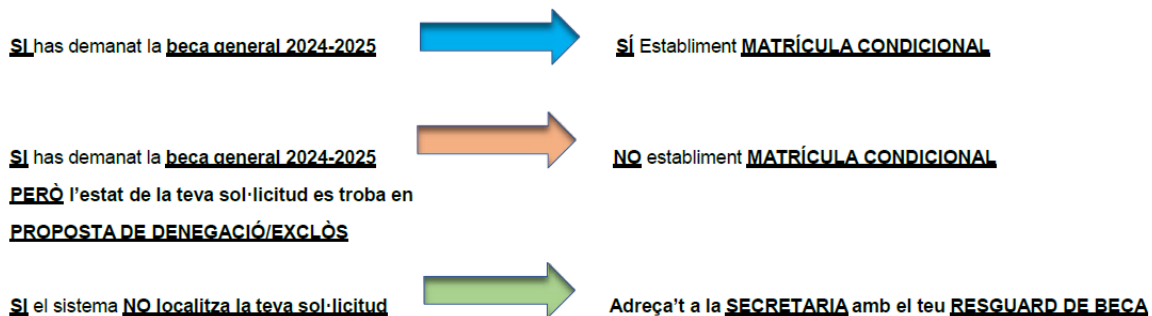 SI has demanat la beca general 2024-2025
SÍ Establiment MATRÍCULA CONDICIONAL
SI has demanat la beca general 2024-2025
NO establiment MATRÍCULA CONDICIONAL
PERÒ l'estat de la teva sol·licitud es troba en
PROPOSTA DE DENEGACIÓ/EXCLÒS
SI el sistema NO localitza la teva sol·licitud
Adreça't a la SECRETARIA amb el teu RESGUARD DE BECA